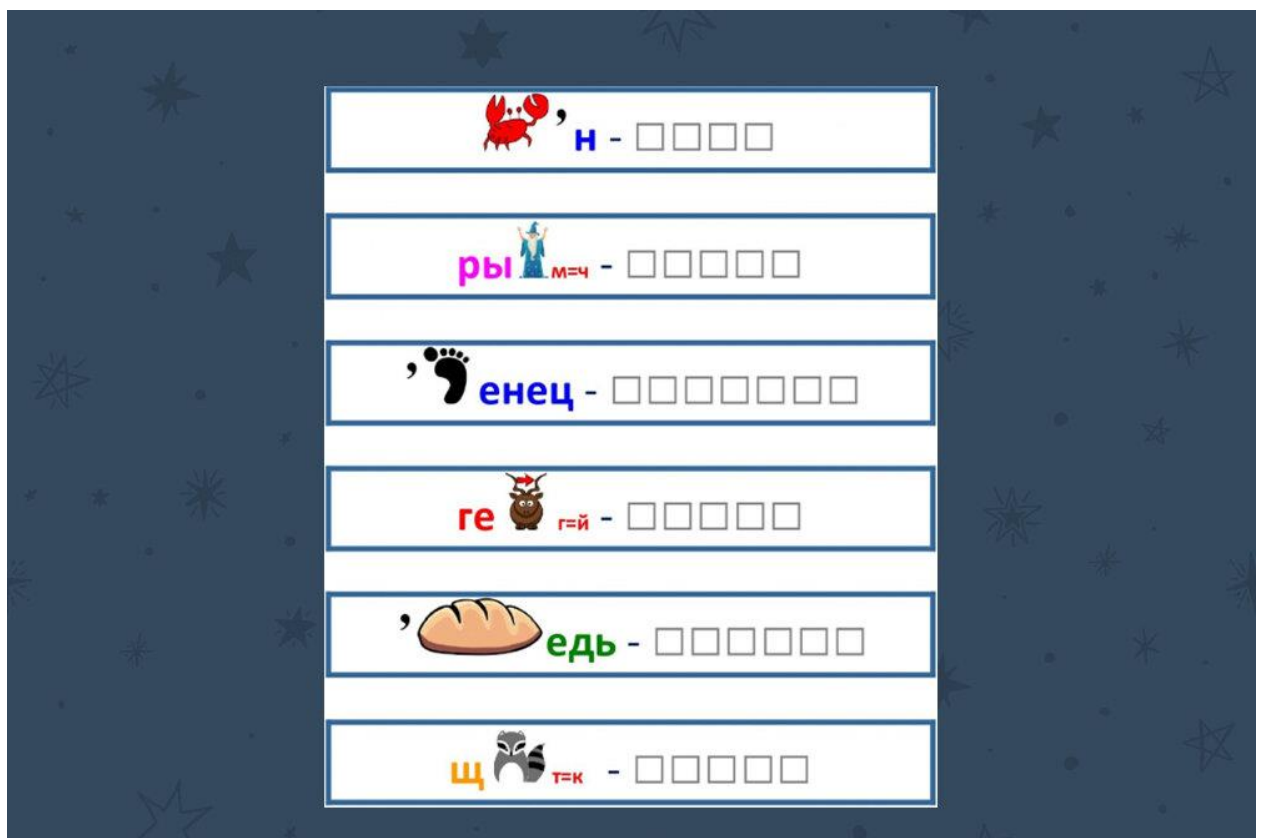 ’ н - □□□□
ры м=ч - □□□□□
’ енец - □□□□□□□
ге г=й - □□□□□
’ едь - □□□□□□
щ т=к - □□□□□